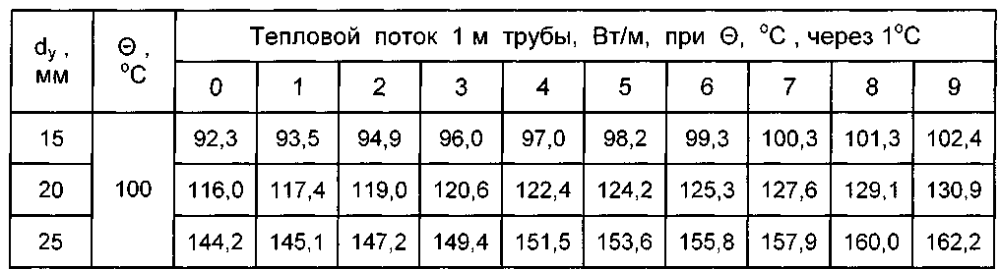 dу , мм Θ , °С Тепловой поток 1 м трубы, Вт/м, при Θ, °С , через 1°С
0 1 2 3 4 5 6 7 8 9
15 92,3 93,5 94,9 96,0 97,0 98,2 99,3 100,3 101,3 102,4
20 100 116,0 117,4 119,0 120,6 122,4 124,2 125,3 127,6 129,1 130,9
25 144,2 145,1 147,2 149,4 151,5 153,6 155,8 157,9 160,0 162,2